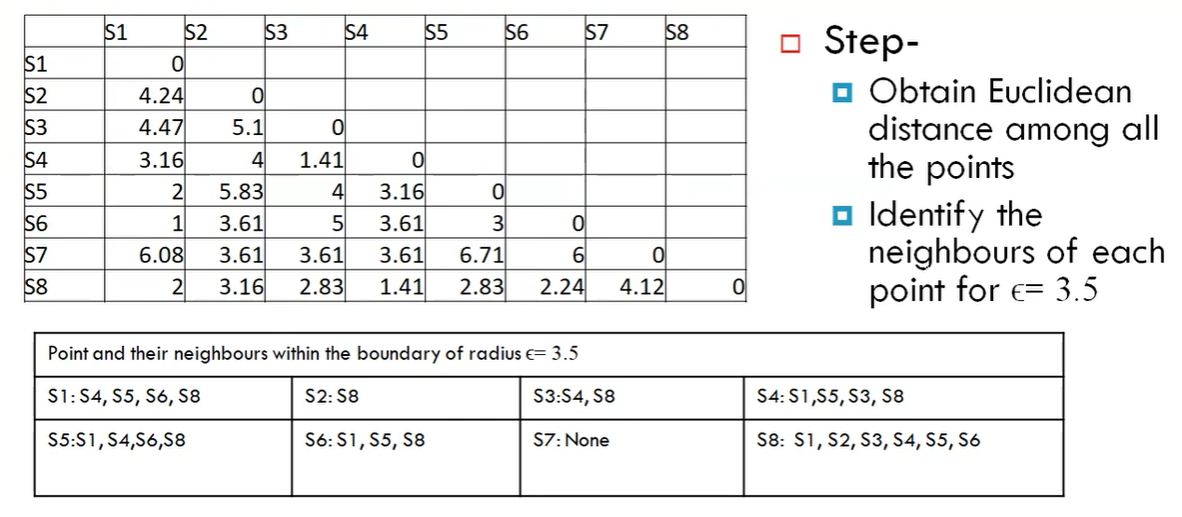 S1 S2 S3 S4 S5 S6 S7 S8
S1 0
S2 4.24 0
S3 4.47 5.1 0
S4 3.16 4 1.41 0
S5 2 5.83 4 3.16 0
S6 1 3.61 5 3.61 3 0
S7 6.08 3.61 3.61 3.61 6.71 6 0
S8 2 3.16 2.83 1.41 2.83 2.24 4.12 0
Step-
Obtain Euclidean
distance among all
the points
Identify the
neighbours of each
point for ϵ= 3.5
Point and their neighbours within the boundary of radius ϵ= 3.5
S1: S4, S5, S6, S8 S2: S8 S3:S4, S8 S4: S1,S5, S3, S8
S5:S1, S4,S6,S8 S6: S1, S5, S8 S7: None S8: S1, S2, S3, S4, S5, S6